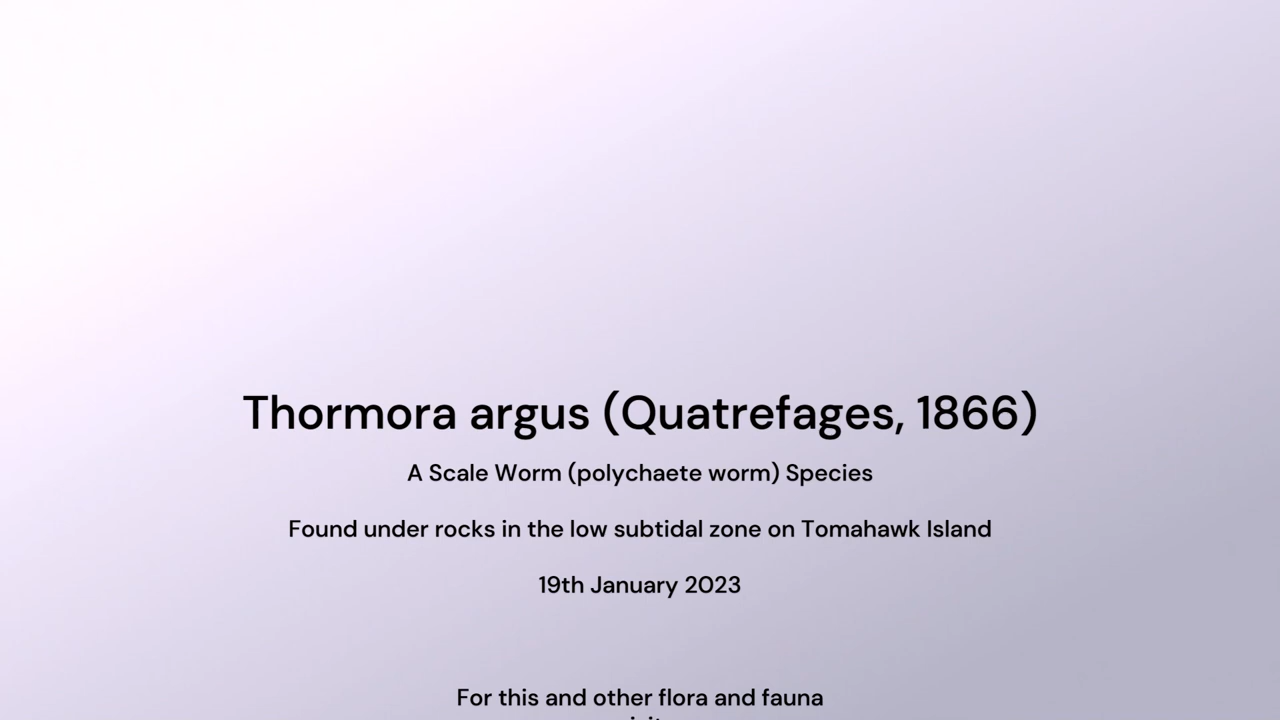 Thormora argus (Quatrefages, 1866)
A Scale Worm (polychaete worm) Species
Found under rocks in the low subtidal zone on Tomahawk Island
19th January 2023
For this and other flora and fauna